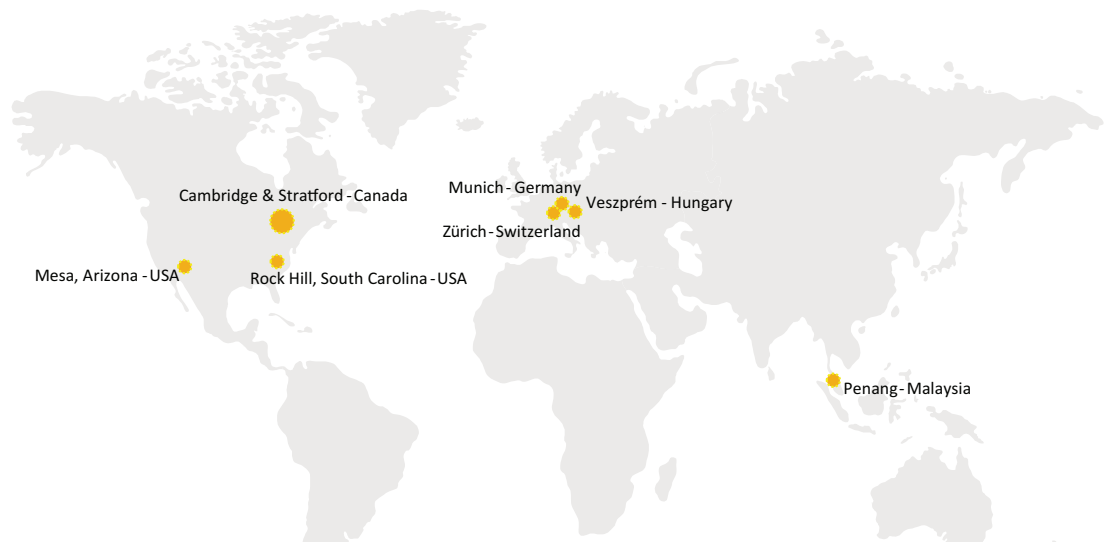 Munich - Germany
Cambridge & Stratford - Canada
Veszprém - Hungary
Zürich - Switzerland
Mesa, Arizona - USA
Rock Hill, South Carolina - USA
Penang - Malaysia